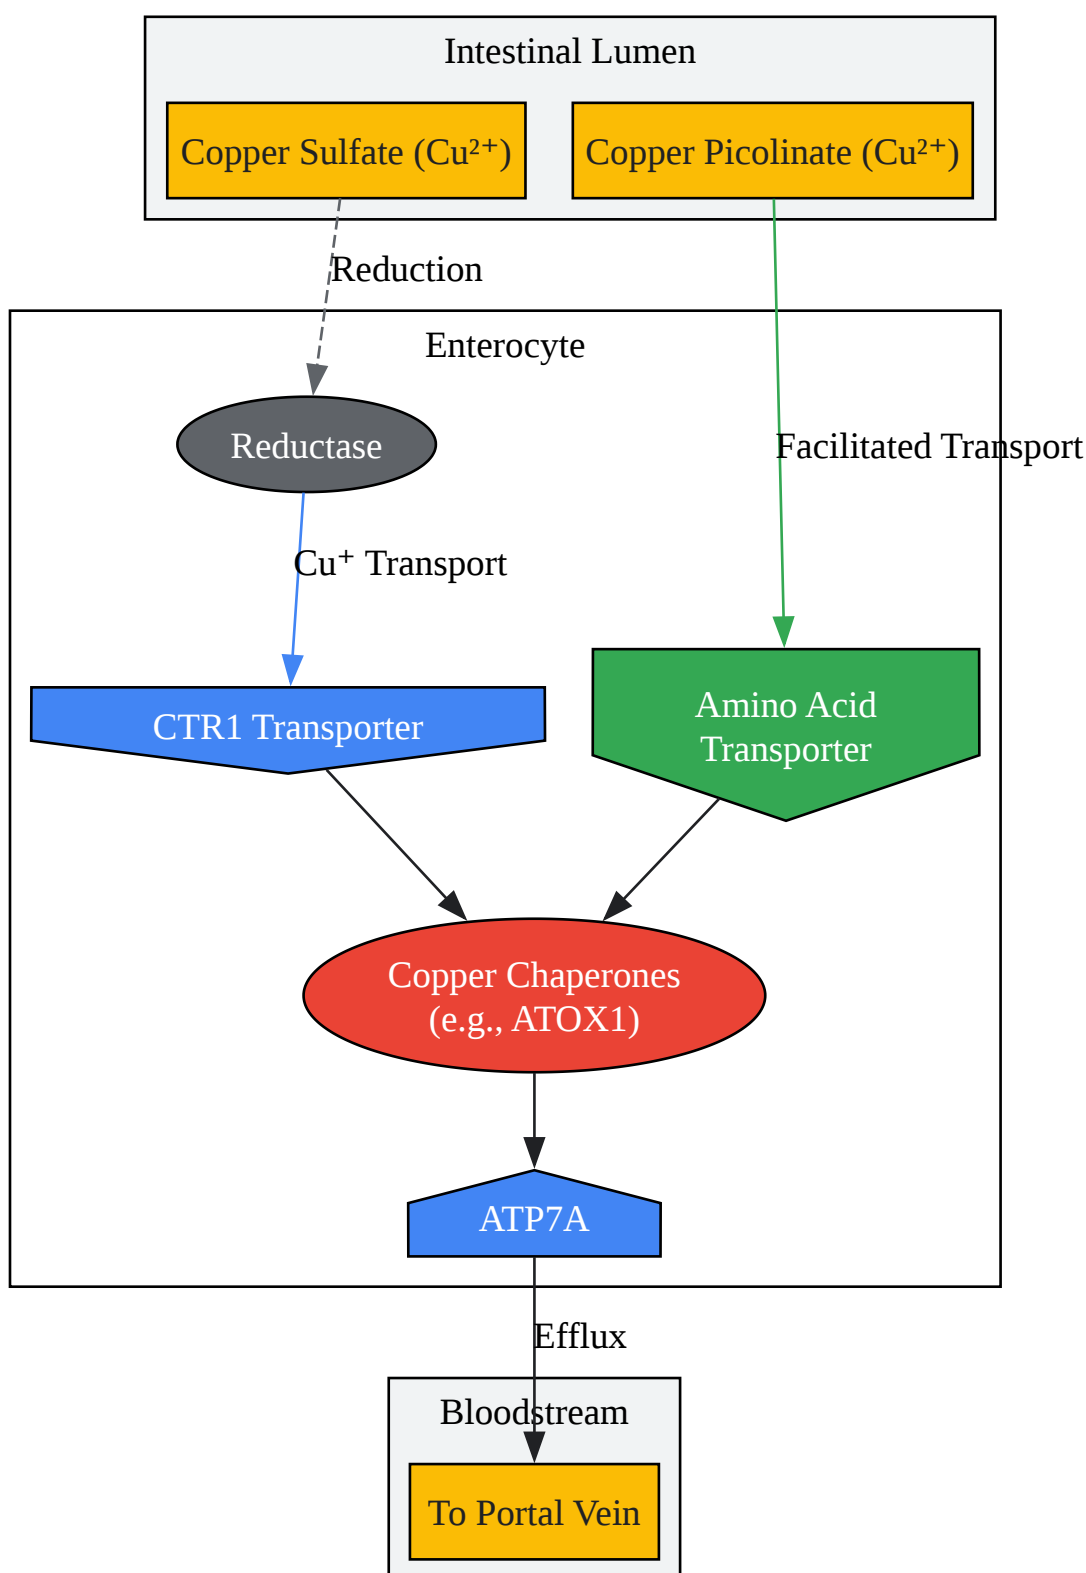 Intestinal Lumen
Copper Sulfate (Cu²⁺)
Copper Picolinate (Cu²⁺)
Reduction
Enterocyte
Reductase
Facilitated Transport
Cu⁺ Transport
CTR1 Transporter
Amino Acid
Transporter
Copper Chaperones
(e.g., ATOX1)
ATP7A
Efflux
Bloodstream
To Portal Vein